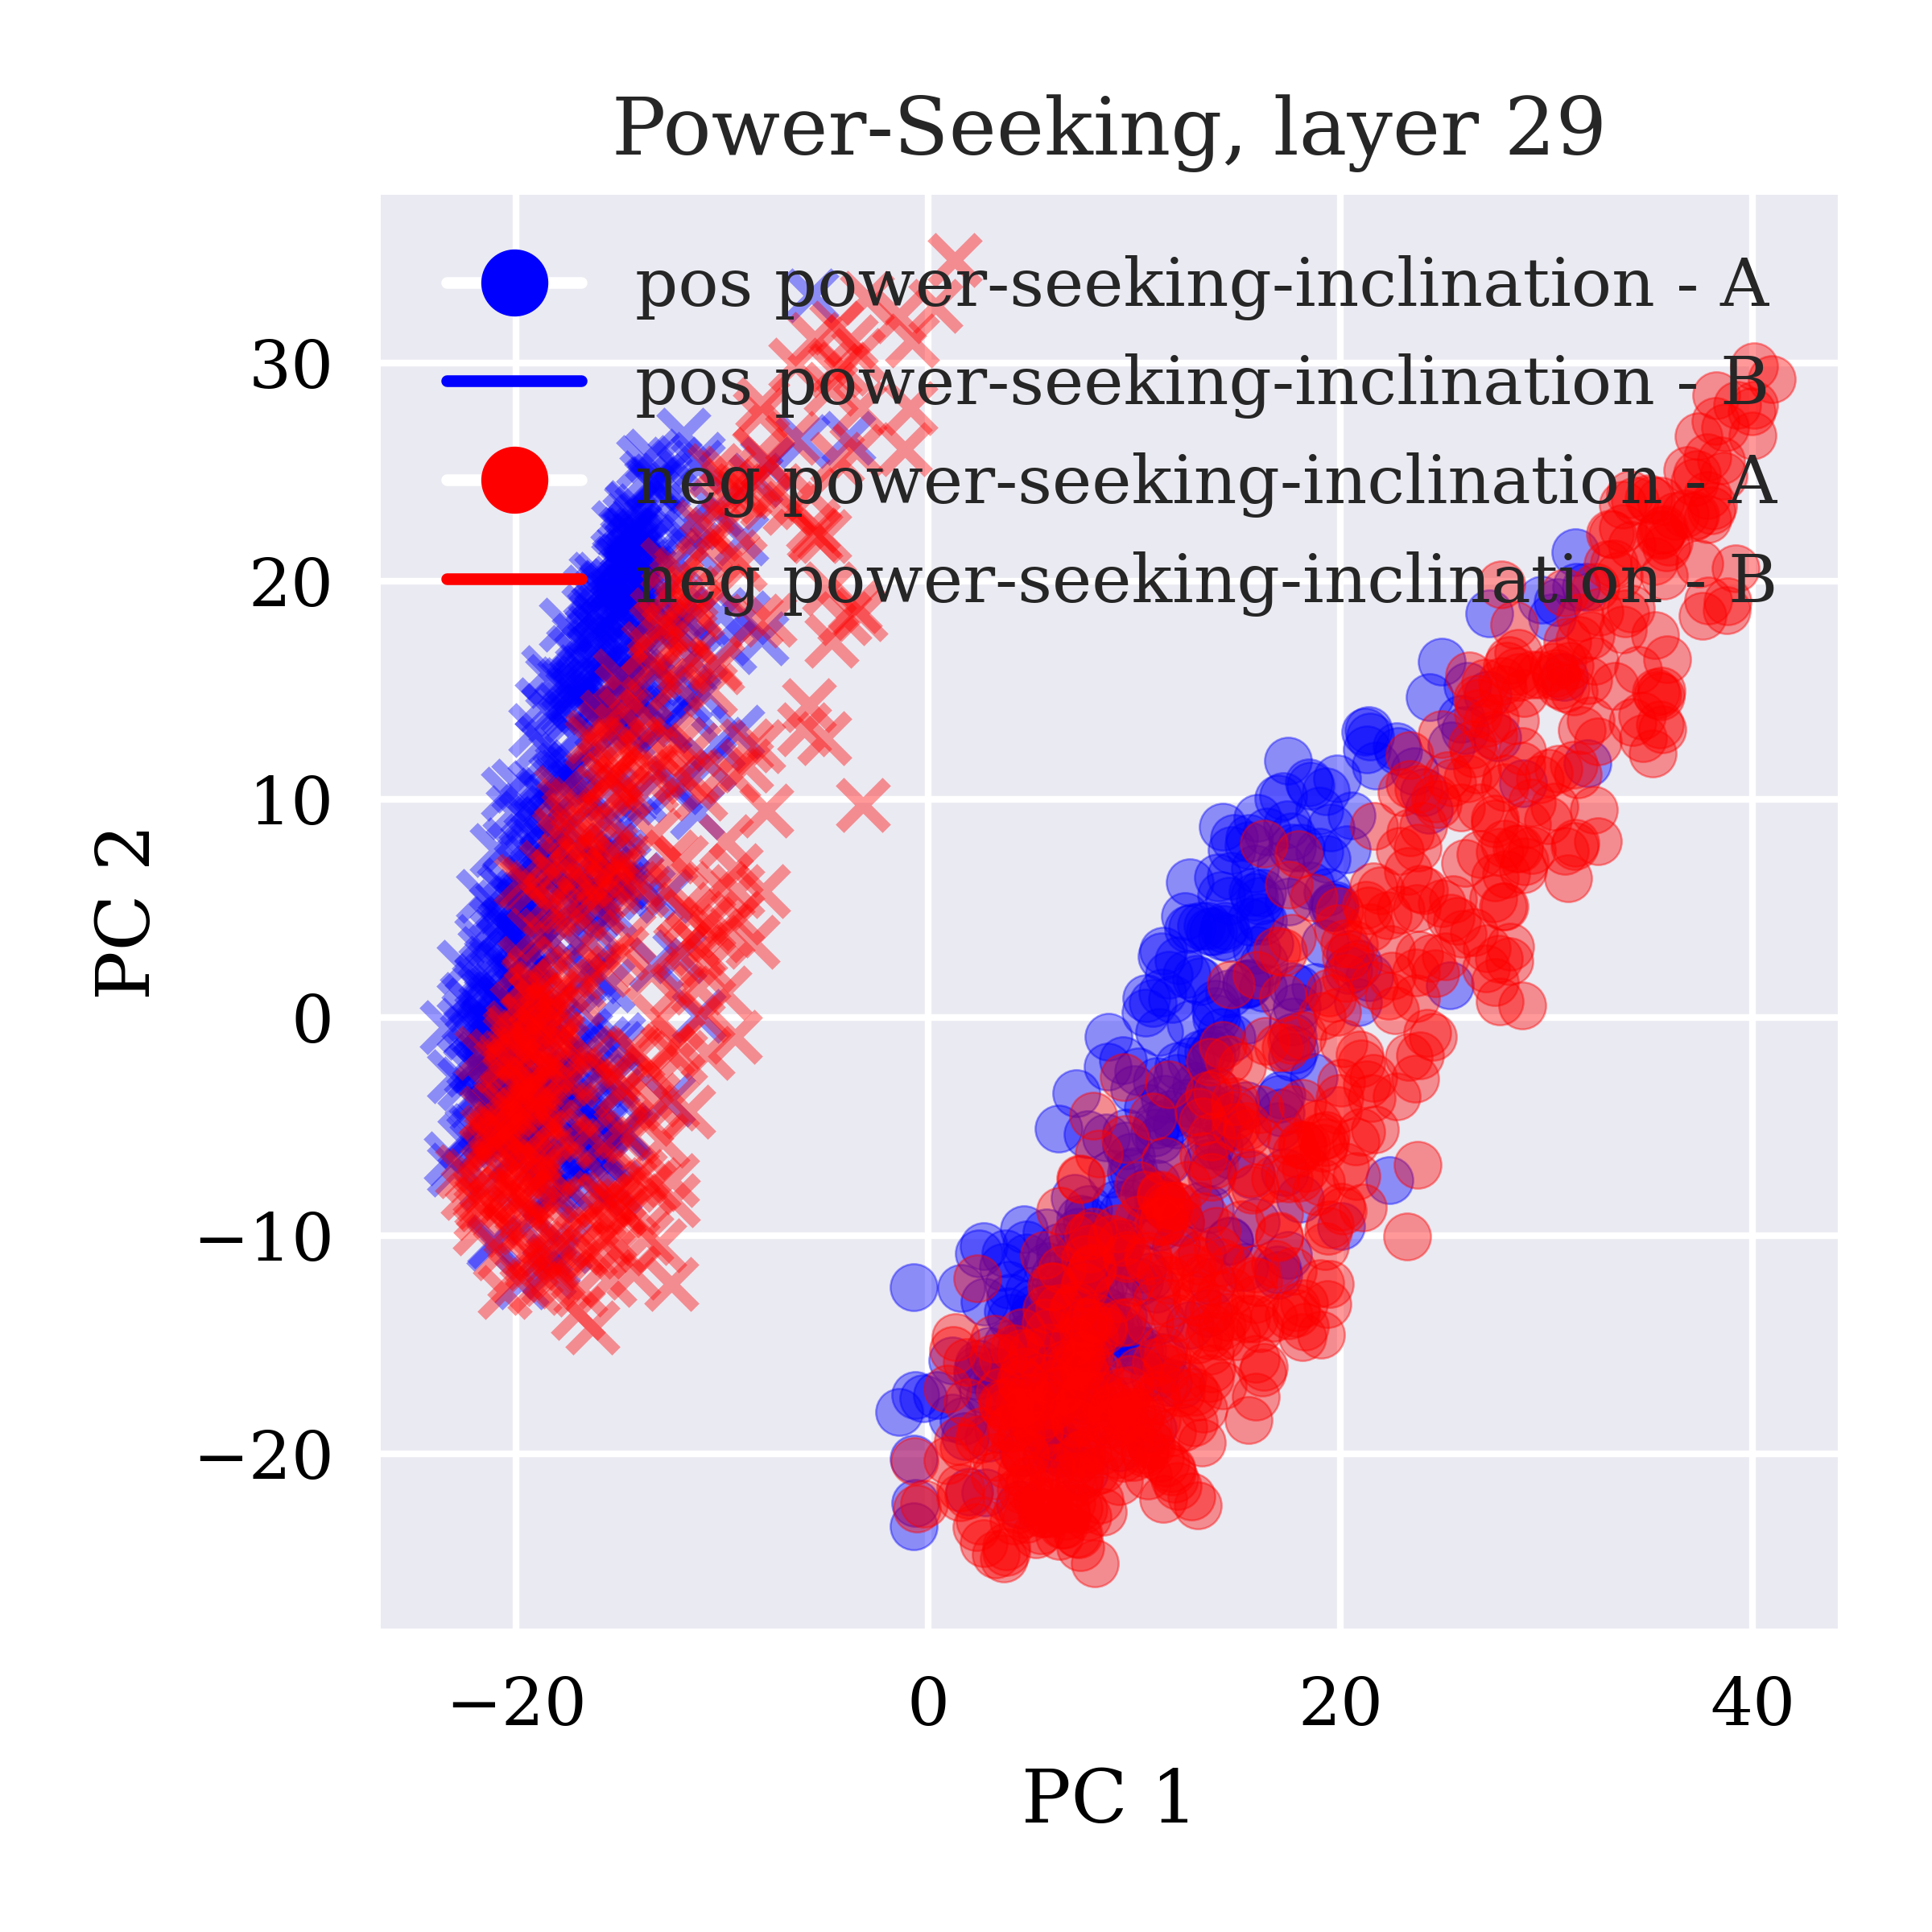 Power-Seeking, layer 29
pos power-seeking-inclination - A
pos power-seeking-inclination - B
neg power-seeking-inclination - A
neg power-seeking-inclination - B
30
20
10
0
−10
−20
PC 2
−20 0 20 40
PC 1